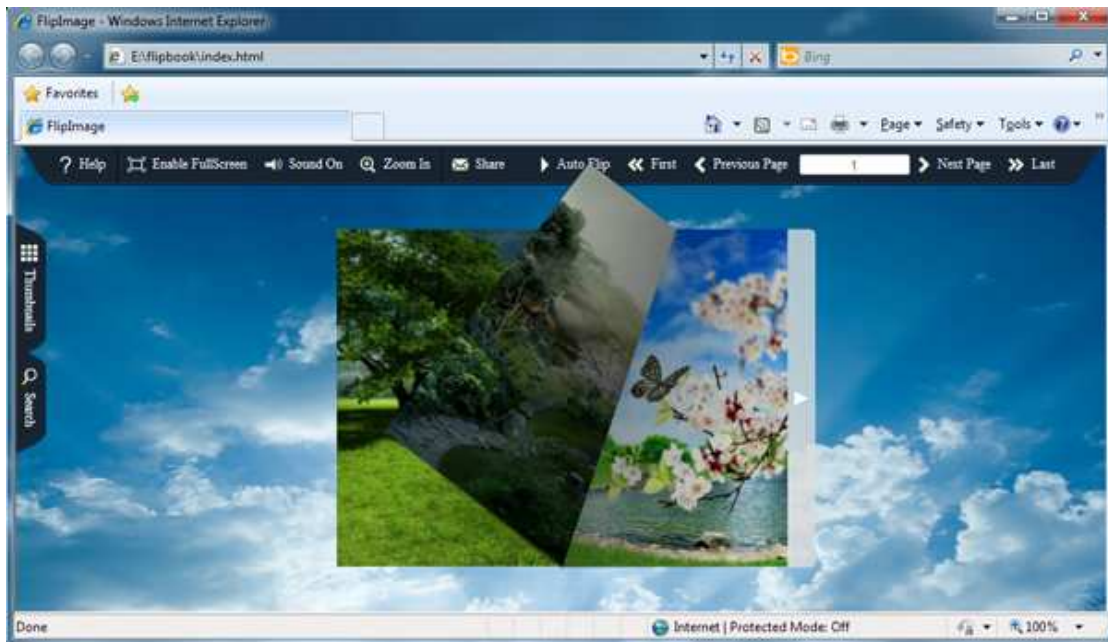 FlipImage - Windows Internet Explorer
E:\flipbook\index.html
Bing
Favorites
FlipImage
Page Safety Tools »
? Help Enable FullScreen Sound On Zoom In Share Auto Flip First Previous Page 1 Next Page Last
Thumbnails
Search
Done Internet | Protected Mode: Off 100%